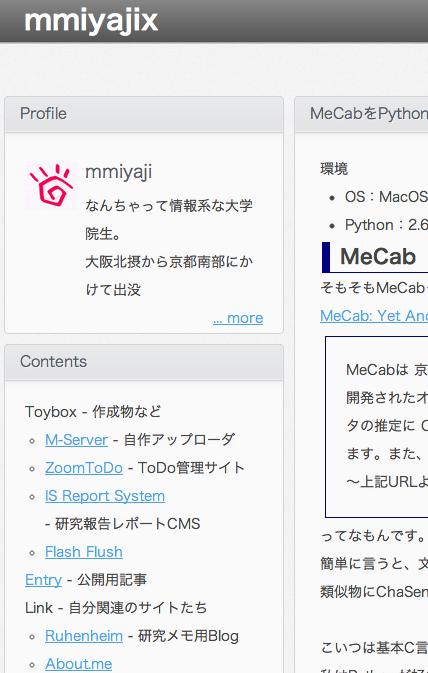 mmiyajix
Profile
mmiyaji
なんちゃって情報系な大学
院生。
大阪北摂から京都南部にか
けて出没
... more
Contents
Toybox - 作成物など
M-Server - 自作アップローダ
ZoomToDo - ToDo管理サイト
IS Report System
- 研究報告レポートCMS
Flash Flush
Entry - 公開用記事
Link - 自分関連のサイトたち
Ruhenheim - 研究メモ用Blog
About.me
MeCabをPython
環境
OS：MacOS
Python：2.6
MeCab
そもそもMeCab
MeCab: Yet Ano
MeCabは 京
開発されたオ
タの推定に C
ます。また、
〜上記URLよ
ってなもんです。
簡単に言うと、文
類似物にChaSen
こいつは基本C言